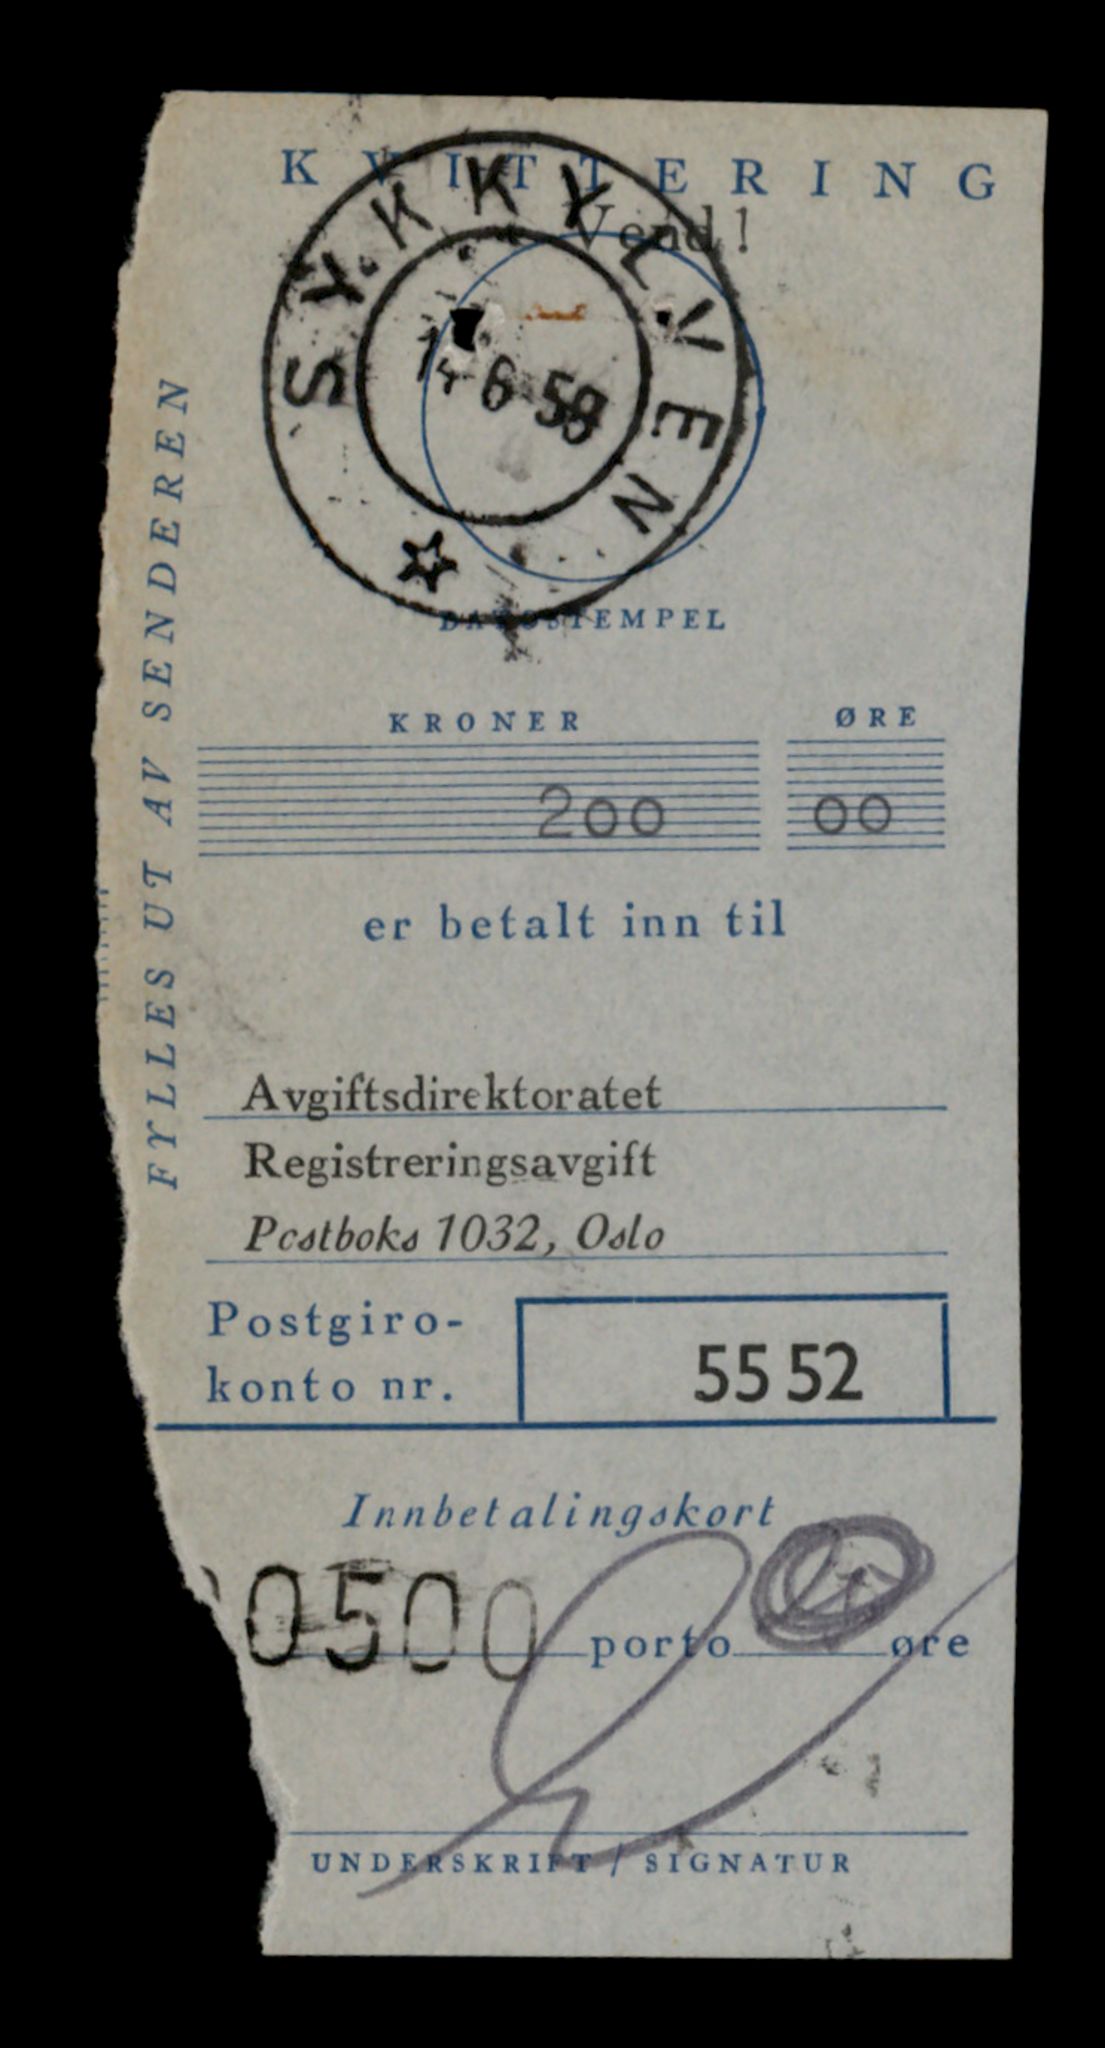 KVITTERING
Vend!
SYKKYLVEN
6 58
DATOSTEMPEL
FYLLES UT AV SENDEREN
KRONER ØRE
200 00
er betalt inn til
Avgiftsdirektoratet
Registreringsavgift
Postboks 1032, Oslo
Postgiro-
konto nr.
55 52
Innbetalingskort
0500
porto øre
UNDERSKRIFT / SIGNATUR